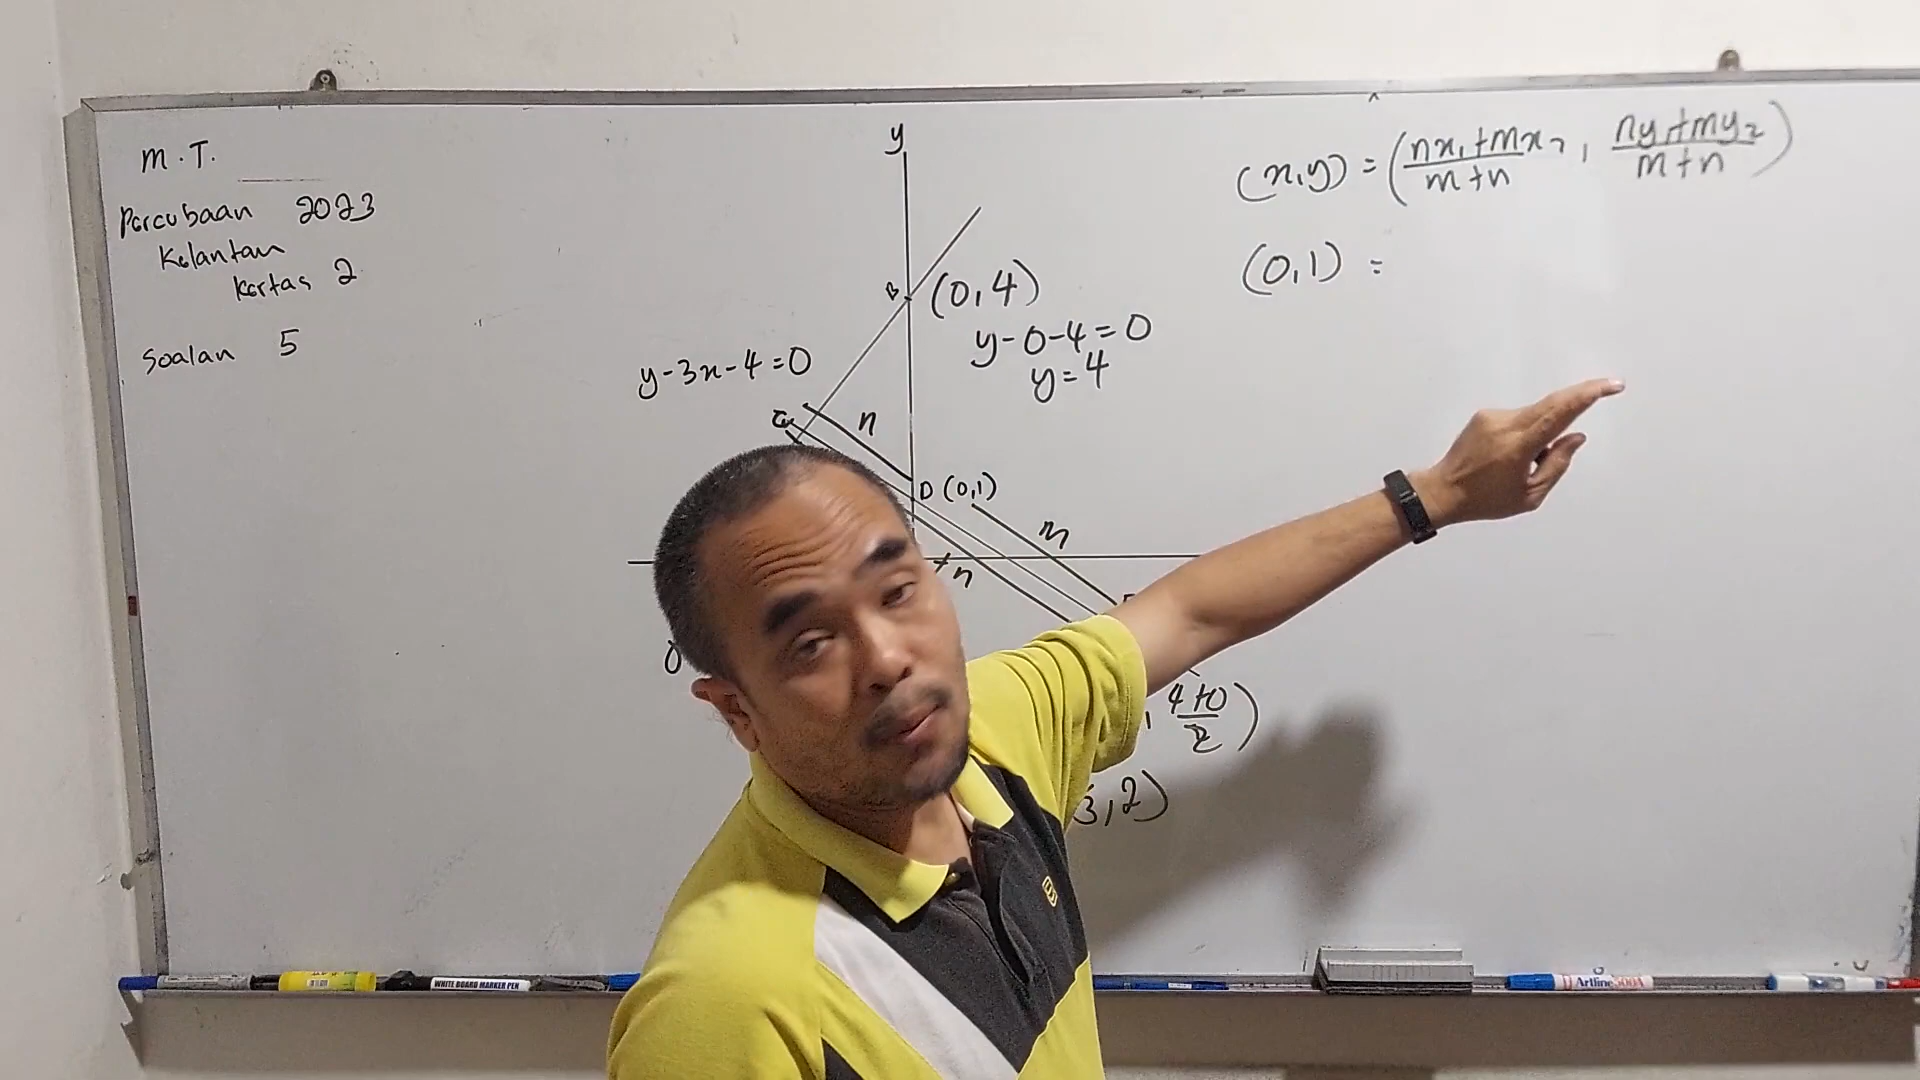 M.T.
Percubaan 2023
Kelantan
Kertas 2
Soalan 5
y
B (0,4)
y-0-4=0
y=4
y-3x-4=0
C
n
D (0,1)
m
n
0
, 4+0/2)
3,2)
(x,y) = (nx₁+mx₂/m+n, ny₁+my₂/m+n)
(0,1) =
WHITE BOARD MARKER PEN
Artline 500A